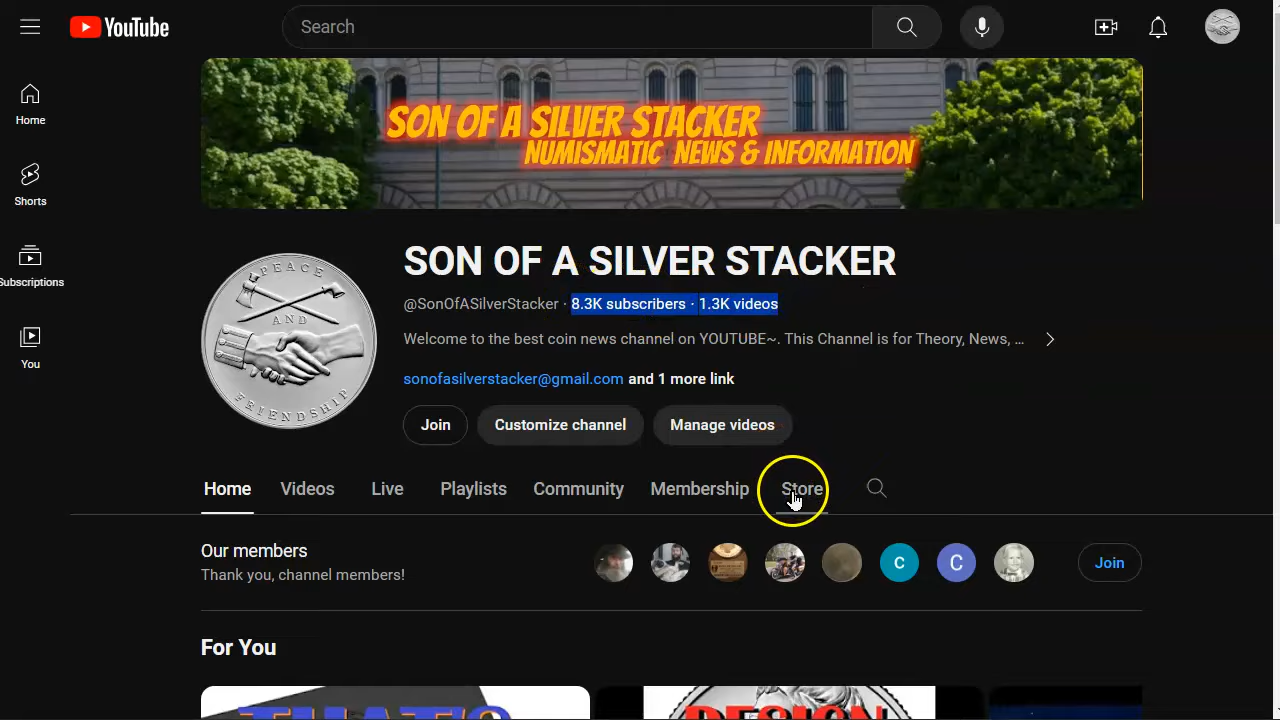 YouTube
Search
Home
Shorts
Subscriptions
You
SON OF A SILVER STACKER
NUMISMATIC NEWS & INFORMATION
PEACE
AND
FRIENDSHIP
SON OF A SILVER STACKER
@SonOfASilverStacker · 8.3K subscribers · 1.3K videos
Welcome to the best coin news channel on YOUTUBE~. This Channel is for Theory, News, ...
sonofasilverstacker@gmail.com and 1 more link
Join Customize channel Manage videos
Home Videos Live Playlists Community Membership Store
Our members
Thank you, channel members!
C C
Join
For You
THAT'S
DESIGN